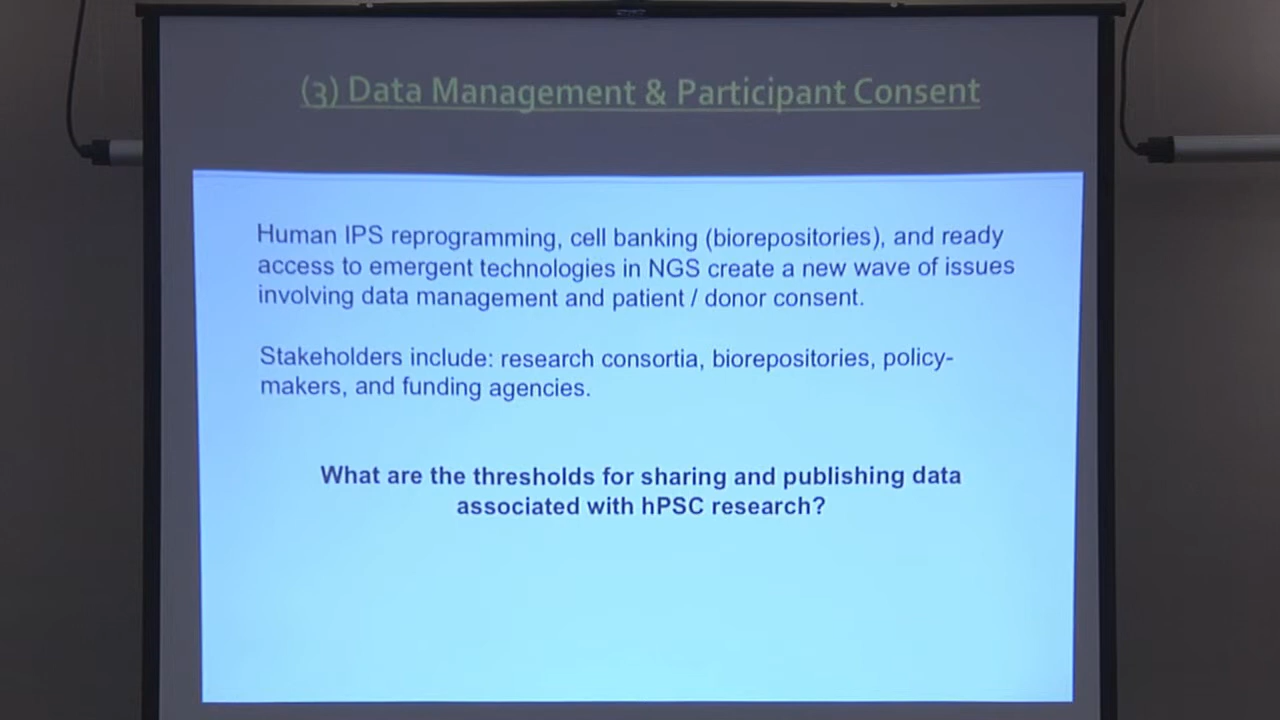 (3) Data Management & Participant Consent
Human IPS reprogramming, cell banking (biorepositories), and ready
access to emergent technologies in NGS create a new wave of issues
involving data management and patient / donor consent.
Stakeholders include: research consortia, biorepositories, policy-
makers, and funding agencies.
What are the thresholds for sharing and publishing data
associated with hPSC research?